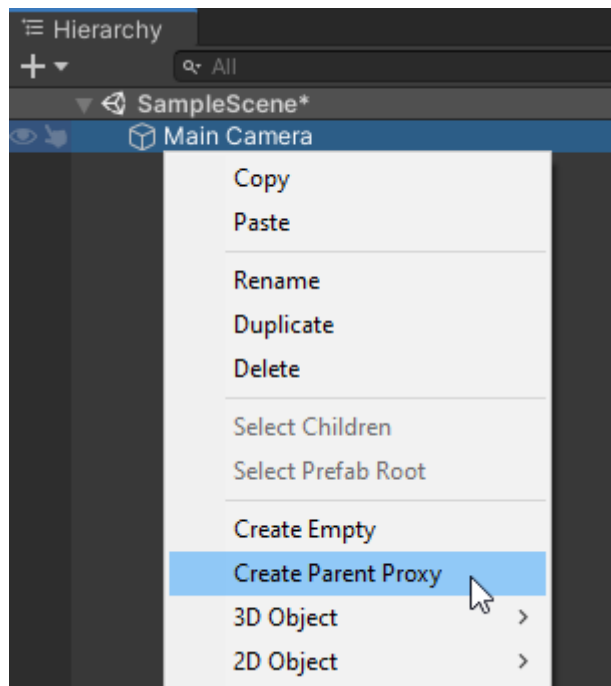 Hierarchy
All
SampleScene*
Main Camera
Copy
Paste
Rename
Duplicate
Delete
Select Children
Select Prefab Root
Create Empty
Create Parent Proxy
3D Object
2D Object